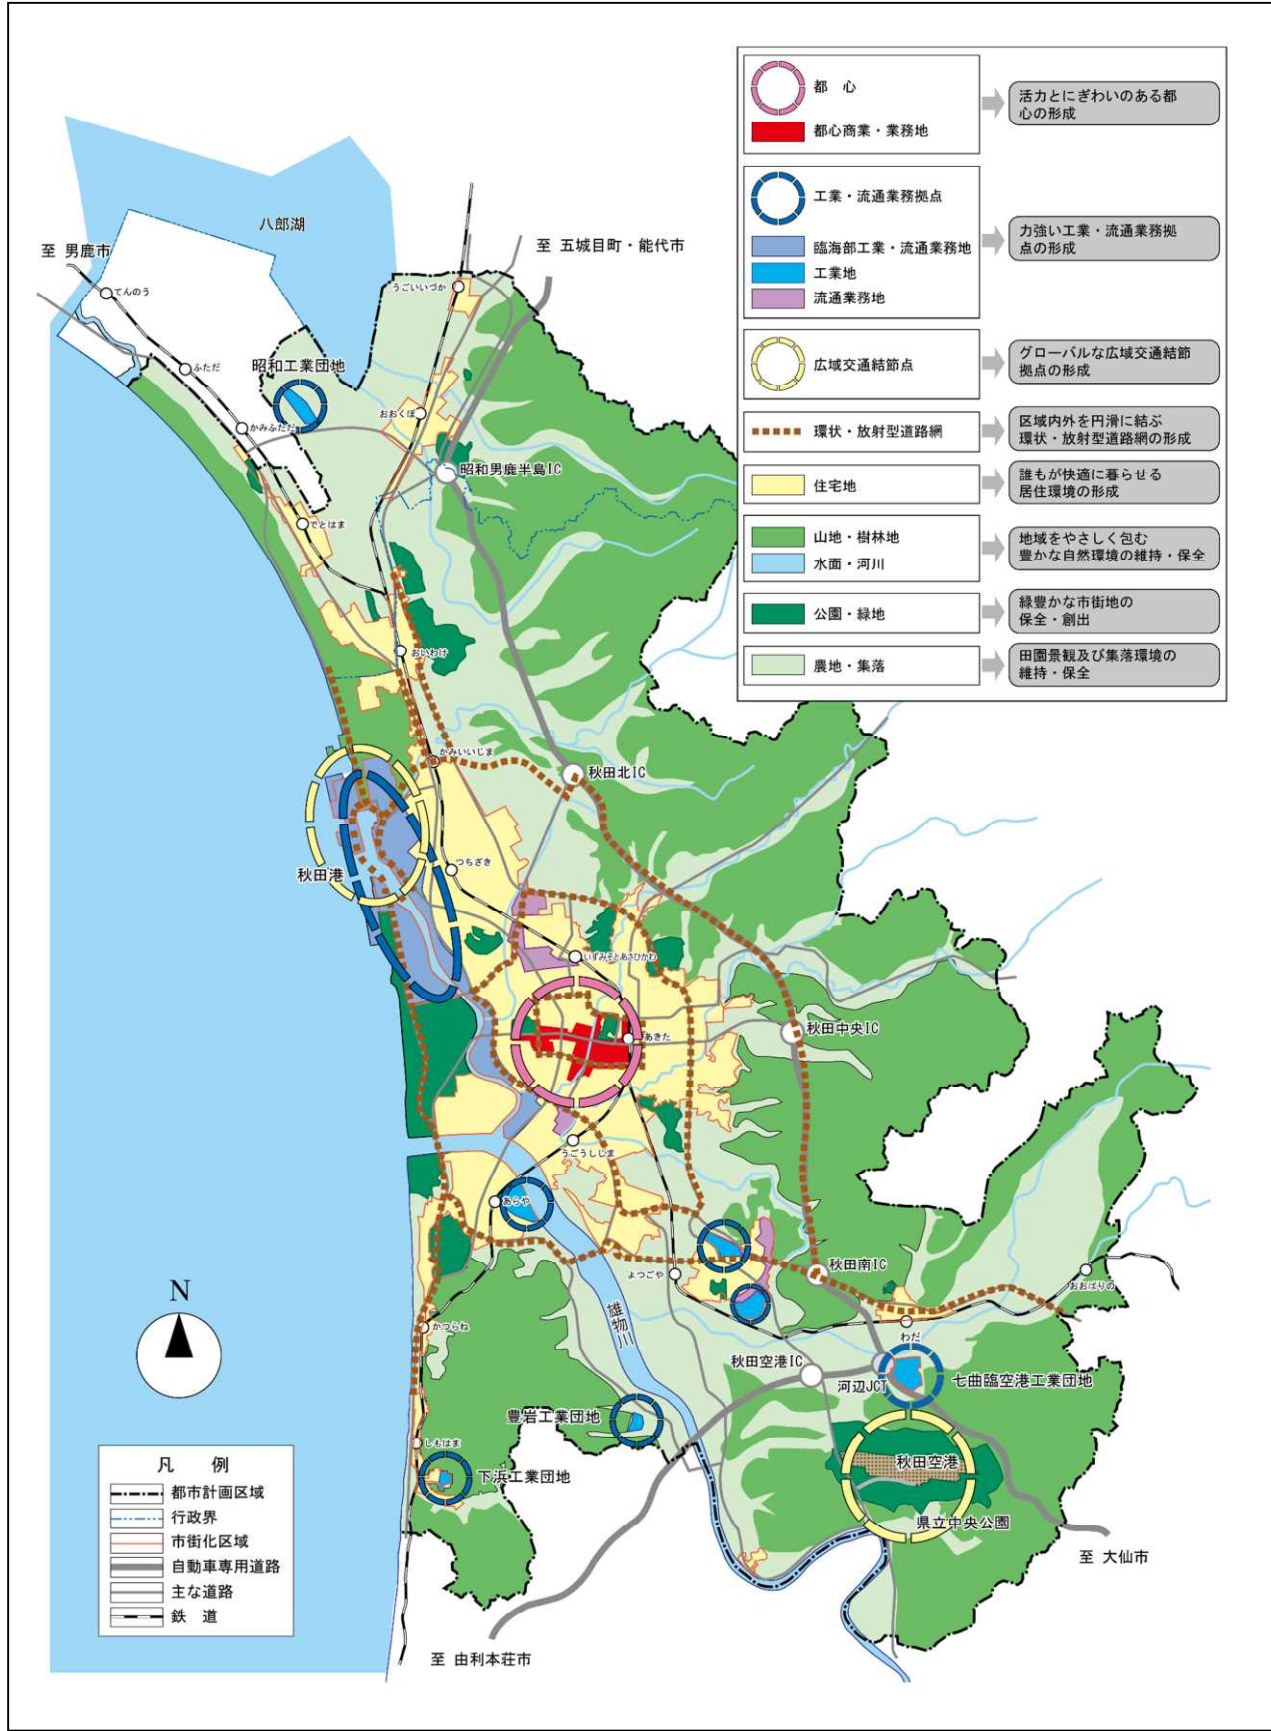 都　心
都心商業・業務地
活力とにぎわいのある都
心の形成
工業・流通業務拠点
臨海部工業・流通業務地
工業地
流通業務地
力強い工業・流通業務拠
点の形成
広域交通結節点
グローバルな広域交通結節
拠点の形成
環状・放射型道路網
区域内外を円滑に結ぶ
環状・放射型道路網の形成
住宅地
誰もが快適に暮らせる
居住環境の形成
山地・樹林地
水面・河川
地域をやさしく包む
豊かな自然環境の維持・保全
公園・緑地
緑豊かな市街地の
保全・創出
農地・集落
田園景観及び集落環境の
維持・保全
八郎湖
至 男鹿市
至 五城目町・能代市
てんのう
うごいいづか
ふただ
昭和工業団地
おおくぼ
かみふただ
昭和男鹿半島IC
でとはま
おいわけ
かみいいじま
秋田北IC
つちざき
秋田港
いずみそとあさひかわ
あきた
秋田中央IC
うごうしじま
あらや
よつごや
秋田南IC
おおばりの
雄物川
かつらね
わだ
秋田空港IC
河辺JCT
七曲臨空港工業団地
豊岩工業団地
しもはま
下浜工業団地
秋田空港
県立中央公園
至 大仙市
至 由利本荘市
N
凡　例
都市計画区域
行政界
市街化区域
自動車専用道路
主な道路
鉄　道